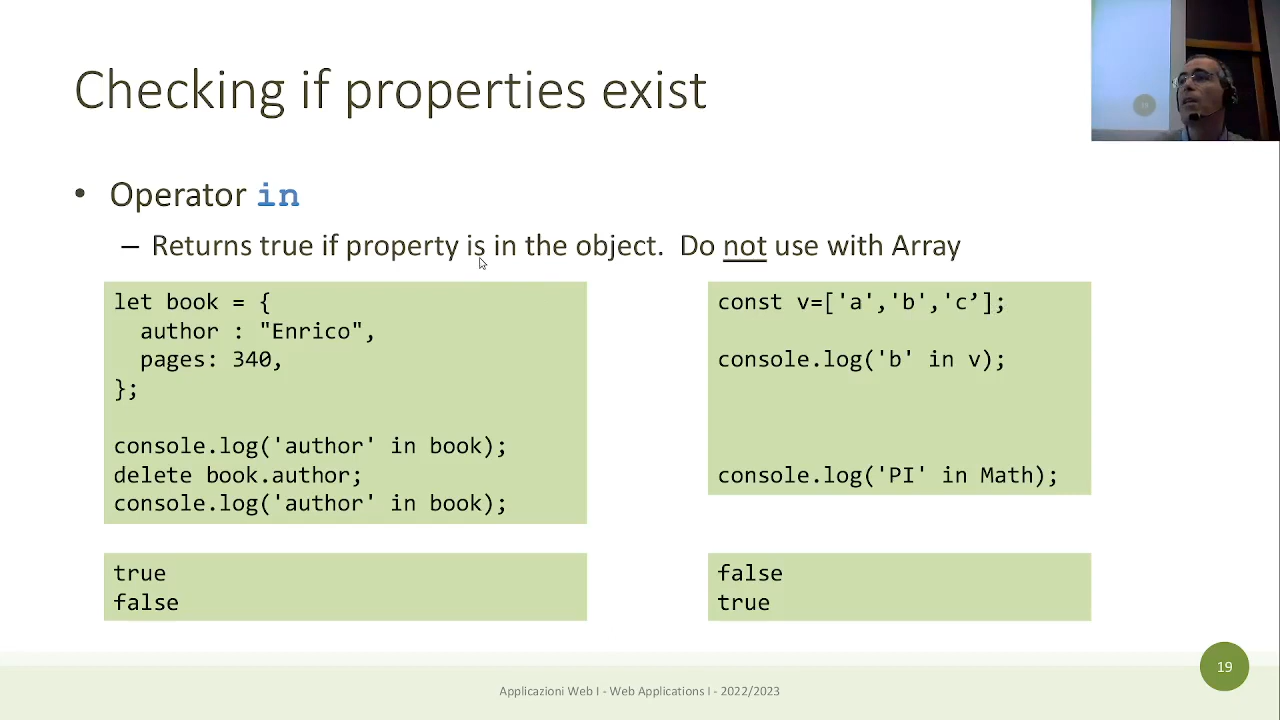 Checking if properties exist
• Operator in
– Returns true if property is in the object. Do not use with Array
let book = {
author : "Enrico",
pages: 340,
};
console.log('author' in book);
delete book.author;
console.log('author' in book);
true
false
const v=['a','b','c’];
console.log('b' in v);
console.log('PI' in Math);
false
true
19
Applicazioni Web I - Web Applications I - 2022/2023